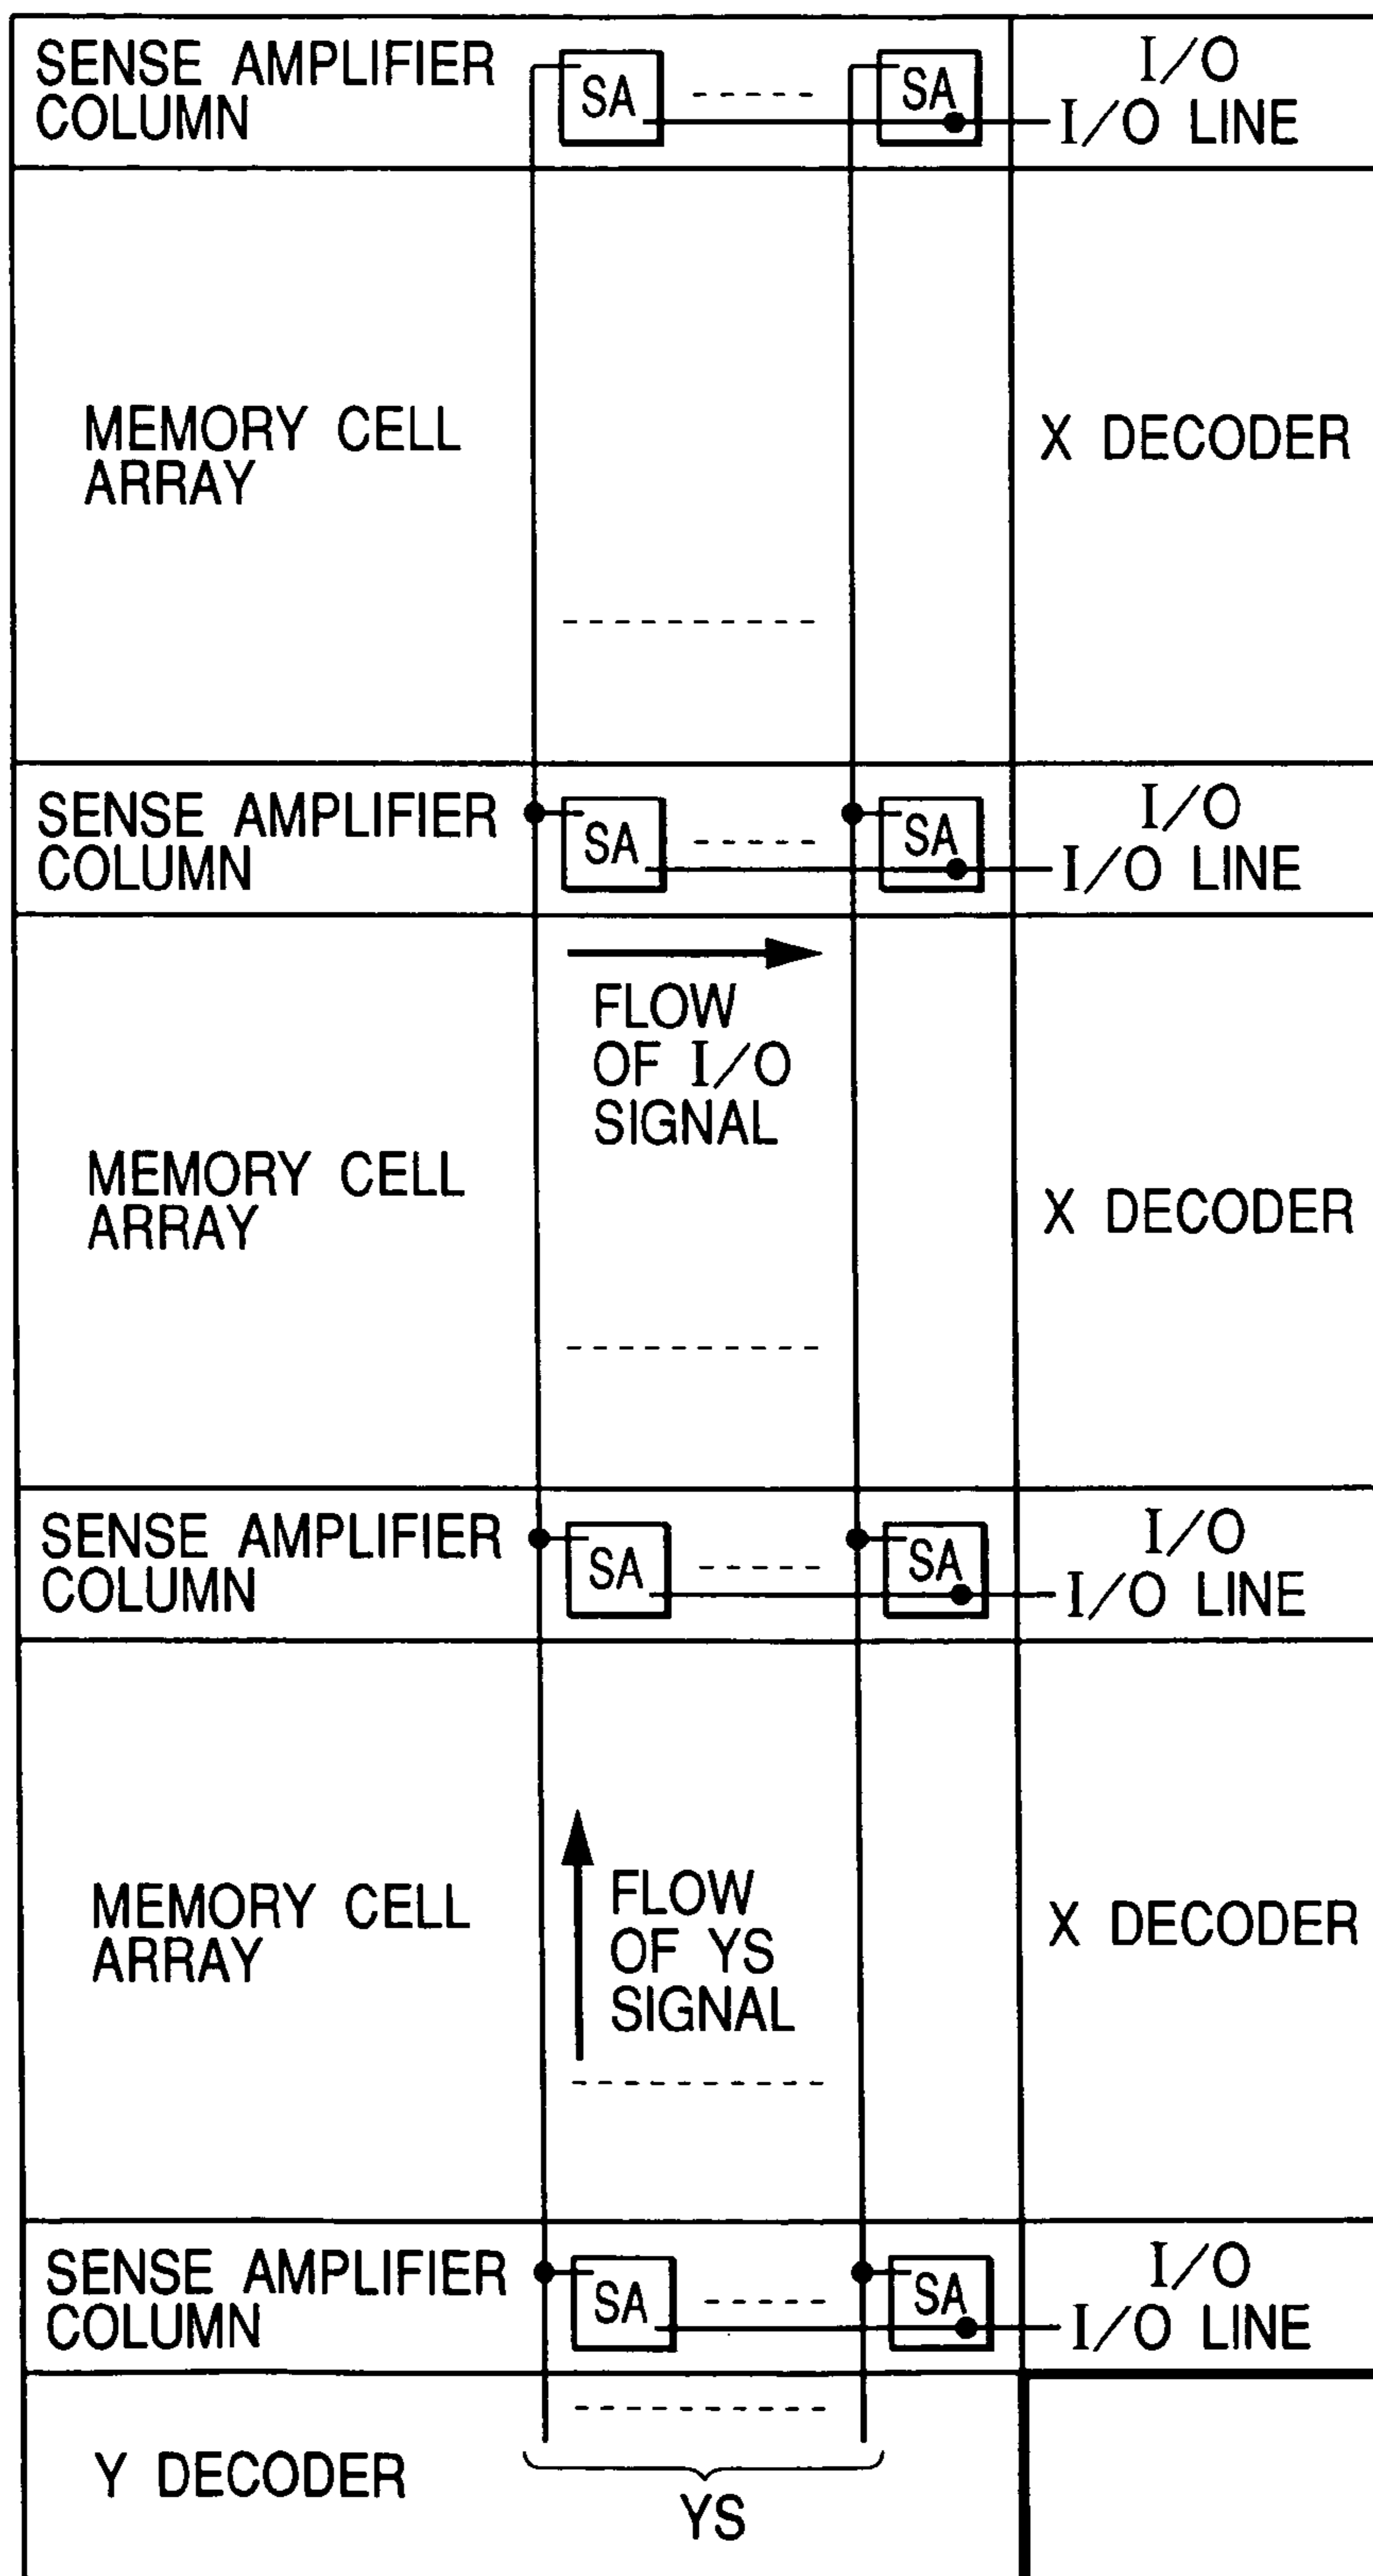 SENSE AMPLIFIER
COLUMN
SA
SA
I/O
I/O LINE
MEMORY CELL
ARRAY
X DECODER
SENSE AMPLIFIER
COLUMN
SA
SA
I/O
I/O LINE
FLOW
OF I/O
SIGNAL
MEMORY CELL
ARRAY
X DECODER
SENSE AMPLIFIER
COLUMN
SA
SA
I/O
I/O LINE
MEMORY CELL
ARRAY
FLOW
OF YS
SIGNAL
X DECODER
SENSE AMPLIFIER
COLUMN
SA
SA
I/O
I/O LINE
Y DECODER
YS